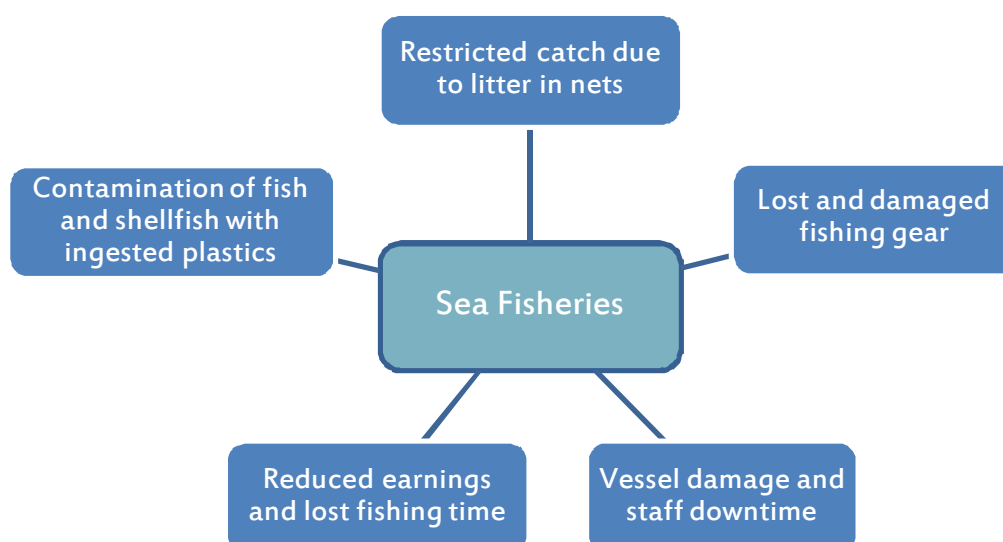 Restricted catch due
to litter in nets
Contamination of fish
and shellfish with
ingested plastics
Lost and damaged
fishing gear
Sea Fisheries
Reduced earnings
and lost fishing time
Vessel damage and
staff downtime